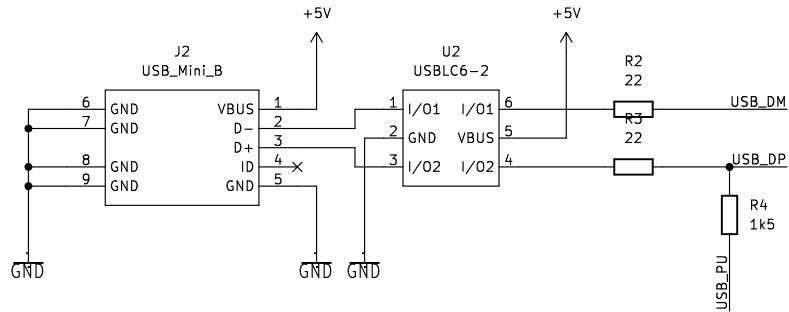 +5V
+5V
J2
USB_Mini_B
U2
USBLC6-2
R2
22
6 GND VBUS 1
7 GND D- 2
D+ 3
8 GND ID 4
9 GND GND 5
1 I/O1 I/O1 6
2 GND VBUS 5
3 I/O2 I/O2 4
USB_DM
R3
22
USB_DP
R4
1k5
USB_PU
GND
GND
GND